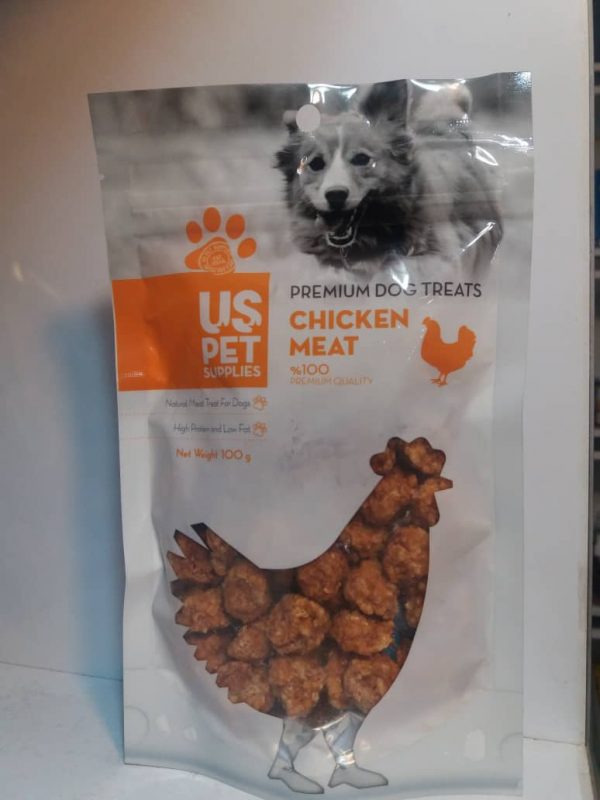 US
PET
SUPPLIES
PREMIUM DOG TREATS
CHICKEN
MEAT
%100
PREMIUM QUALITY
Natural Meat Treat For Dogs
High Protein and Low Fat
Net Weight 100 g